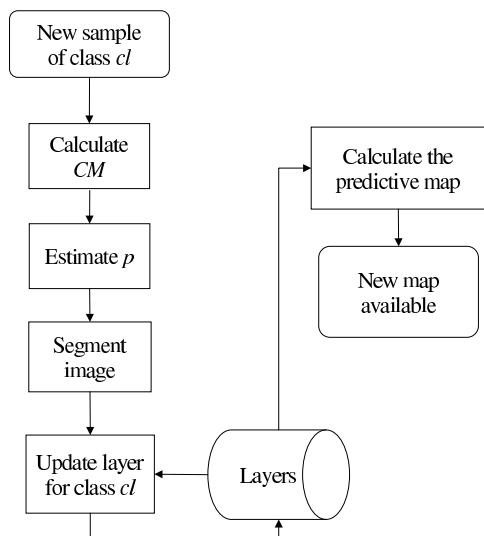 New sample
of class cl
Calculate
CM
Estimate p
Segment
image
Update layer
for class cl
Layers
Calculate the
predictive map
New map
available